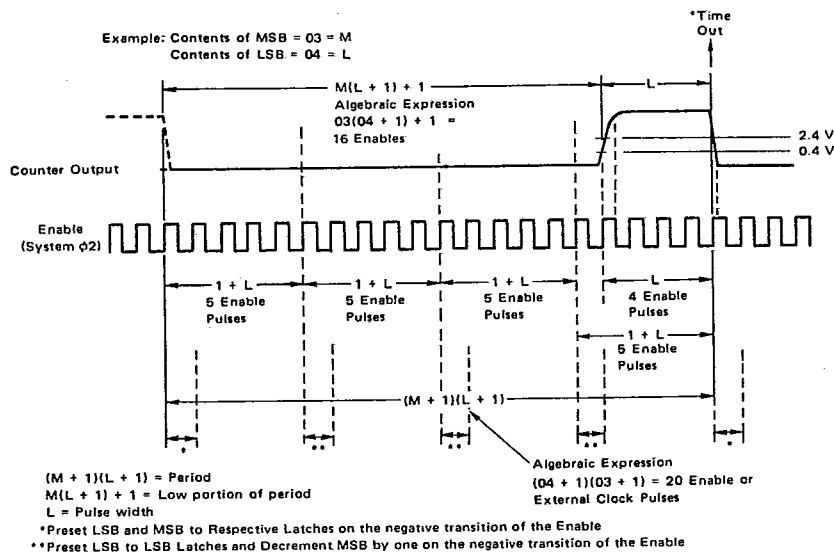 *Time
Out
Example: Contents of MSB = 03 = M
Contents of LSB = 04 = L
M(L + 1) + 1
L
Algebraic Expression
03(04 + 1) + 1 =
16 Enables
2.4 V
0.4 V
Counter Output
Enable
(System ϕ2)
1 + L
5 Enable
Pulses
1 + L
5 Enable
Pulses
1 + L
5 Enable
Pulses
L
4 Enable
Pulses
1 + L
5 Enable
Pulses
(M + 1)(L + 1)
*
**
**
**
*
Algebraic Expression
(04 + 1)(03 + 1) = 20 Enable or
External Clock Pulses
(M + 1)(L + 1) = Period
M(L + 1) + 1 = Low portion of period
L = Pulse width
*Preset LSB and MSB to Respective Latches on the negative transition of the Enable
**Preset LSB to LSB Latches and Decrement MSB by one on the negative transition of the Enable